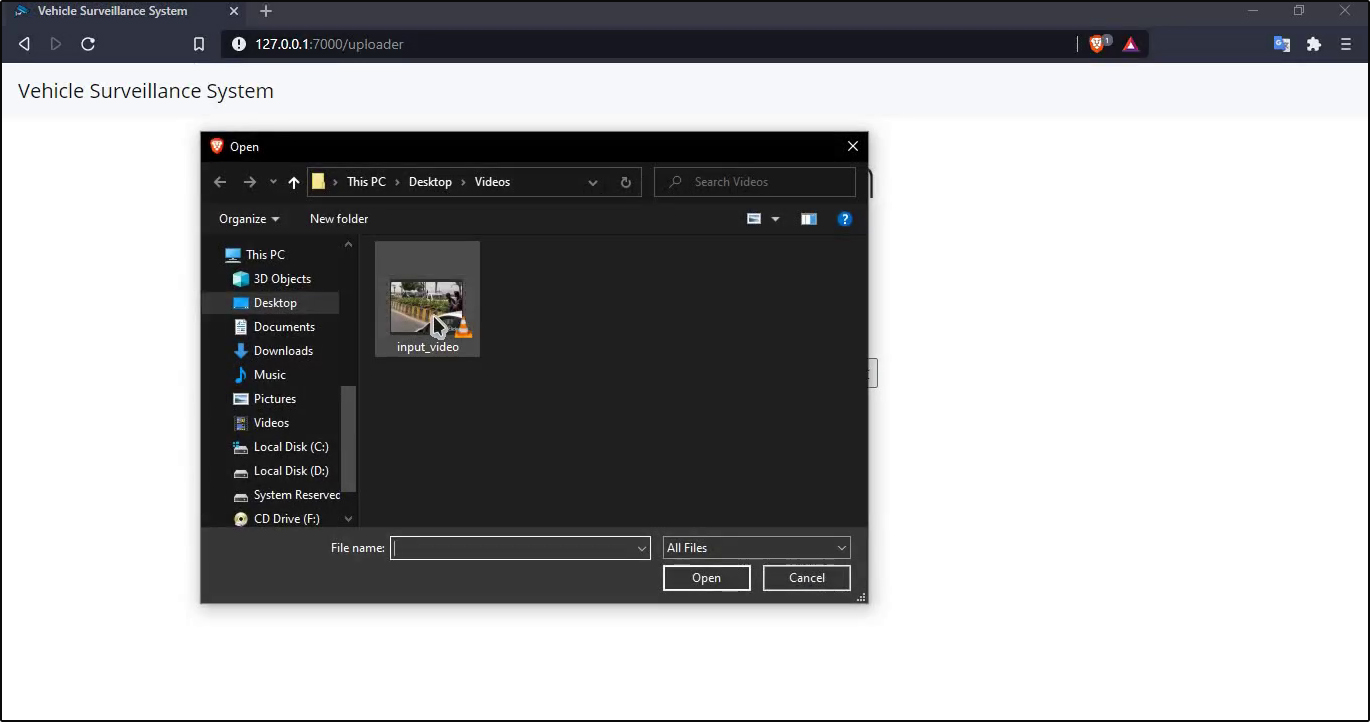 Vehicle Surveillance System
127.0.0.1:7000/uploader
1
Vehicle Surveillance System
Open
This PC > Desktop > Videos
Search Videos
Organize
New folder
This PC
3D Objects
Desktop
Documents
Downloads
Music
Pictures
Videos
Local Disk (C:)
Local Disk (D:)
System Reserved
CD Drive (F:)
input_video
File name:
All Files
Open
Cancel